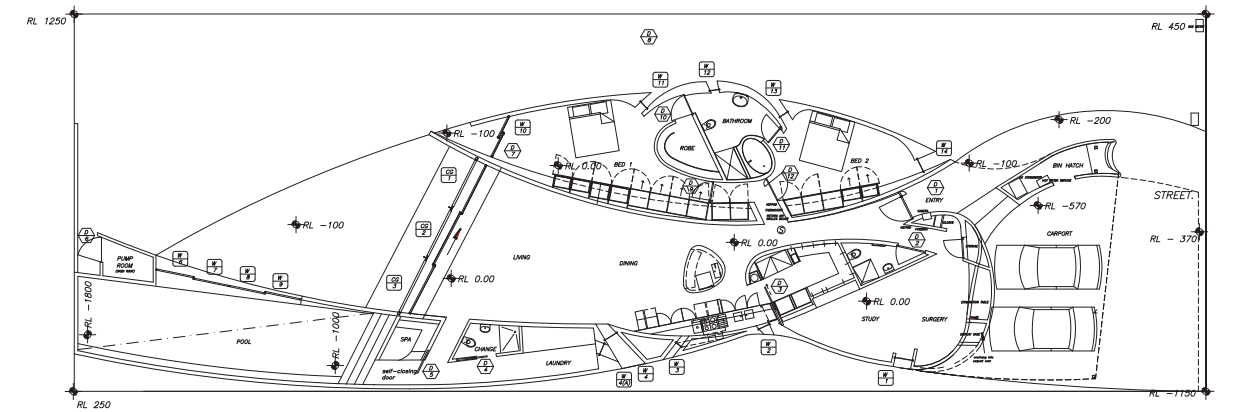 RL 1250
RL 450
D 8
W 12
W 11
W 13
W 10
D 10
BATHROOM
RL -200
RL -100
D 7
D 11
W 14
RL -100
ROBE
BED 1
RL 0.00
BED 2
BIN HATCH
CG 1
D 9
D 12
D 1
ENTRY
STREET.
RL -570
RL -100
CG 2
D 6
D 2
CARPORT
RL - 370
S
RL 0.00
PUMP ROOM
W 6
W 7
W 8
W 9
LIVING
DINING
CG 3
RL 0.00
D 3
RL 0.00
RL -1800
RL -1000
STUDY
SURGERY
POOL
SPA
CHANGE
W 2
LAUNDRY
self-closing door
D 5
D 4
W 4(A)
W 4
W 3
W 1
RL 250
RL -1150